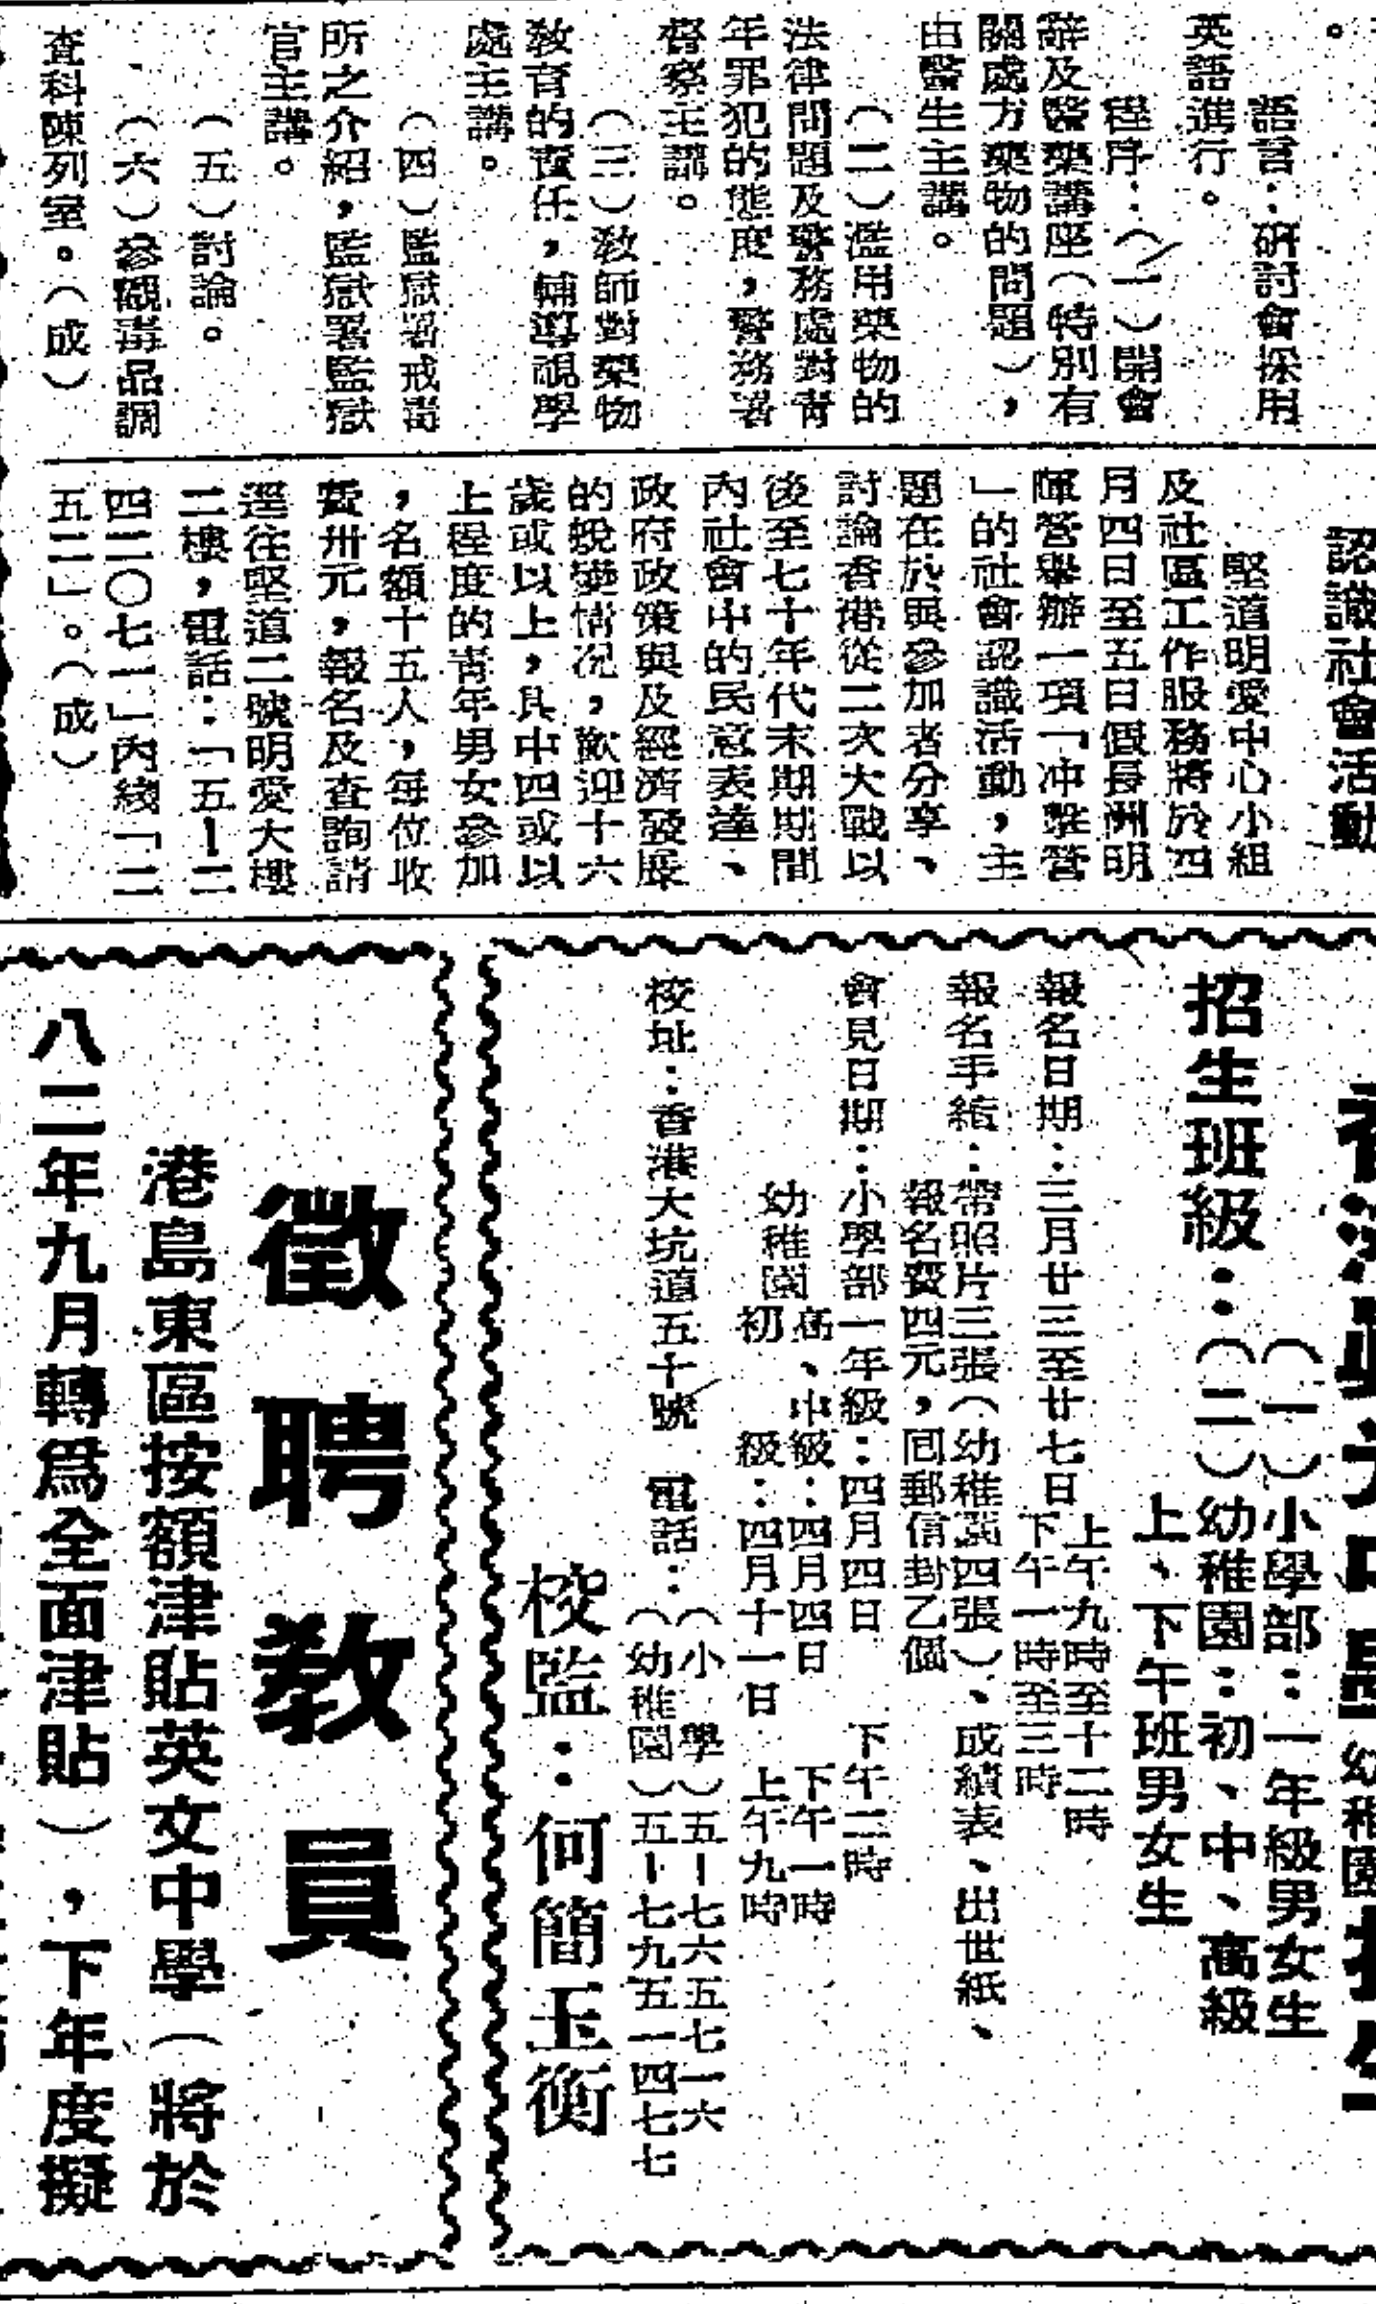 語言：研討會採用
英語進行。
程序：（一）開會
辭及醫藥講座（特別有
關處方藥物的問題），
由醫生主講。
（二）濫用藥物的
法律問題及警務處對青
年罪犯的態度，警務署
督察主講。
（三）教師對藥物
教育的責任，輔導視學
處主講。
（四）監獄署戒毒
所之介紹，監獄署監獄
官主講。
（五）討論。
（六）參觀毒品調
查科陳列室。（成）
認識社會活動
堅道明愛中心小組
及社區工作服務將於四
月四日至五日假長洲明
暉營舉辦一項「冲擊營
」的社會認識活動，主
題在於與參加者分享、
討論香港從二次大戰以
後至七十年代末期期間
內社會中的民意表達、
政府政策與及經濟發展
的蛻變情况，歡迎十六
歲或以上，具中四或以
上程度的青年男女參加
，名額十五人，每位收
費卅元，報名及查詢請
逕往堅道二號明愛大樓
二樓，電話：「五－二
四二〇七一」內綫「二
五二」。（成）
幼稚園
招生班級：（一）小學部：一年級男女生
（二）幼稚園：初、中、高級
上、下午班男女生
報名日期：三月廿三至廿七日 上午九時至十二時
下午一時至三時
報名手續：帶照片三張（幼稚園四張）、成績表、出世紙、
報名費四元，回郵信封乙個
會見日期：小學部一年級：四月四日 下午二時
幼稚園 高、中級：四月四日 下午一時
初 級：四月十一日 上午九時
校址：香港大坑道五十號 電話：（小 學）五－七六五七一六
（幼稚園）五－七九五一四七七
校監：何簡玉衡
徵聘教員
港島東區按額津貼英文中學（將於
八二年九月轉為全面津貼），下年度擬